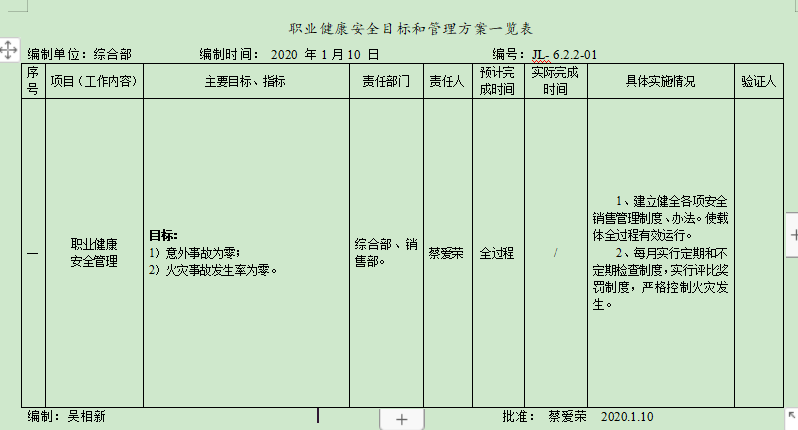 职业健康安全目标和管理方案一览表
编制单位：综合部 编制时间： 2020 年 1 月 10 日 编号：JL- 6.2.2-01
序号 项目（工作内容） 主要目标、指标 责任部门 责任人 预计完成时间 实际完成时间 具体实施情况 验证人
一
职业健康
安全管理
目标：
1）意外事故为零；
2）火灾事故发生率为零。
综合部、销
售部。
蔡爱荣
全过程
/
1、建立健全各项安全
销售管理制度、办法。使载
体全过程有效运行。
2、每月实行定期和不
定期检查制度，实行评比奖
罚制度，严格控制火灾发
生。
编制：吴相新 批准： 蔡爱荣 2020.1.10